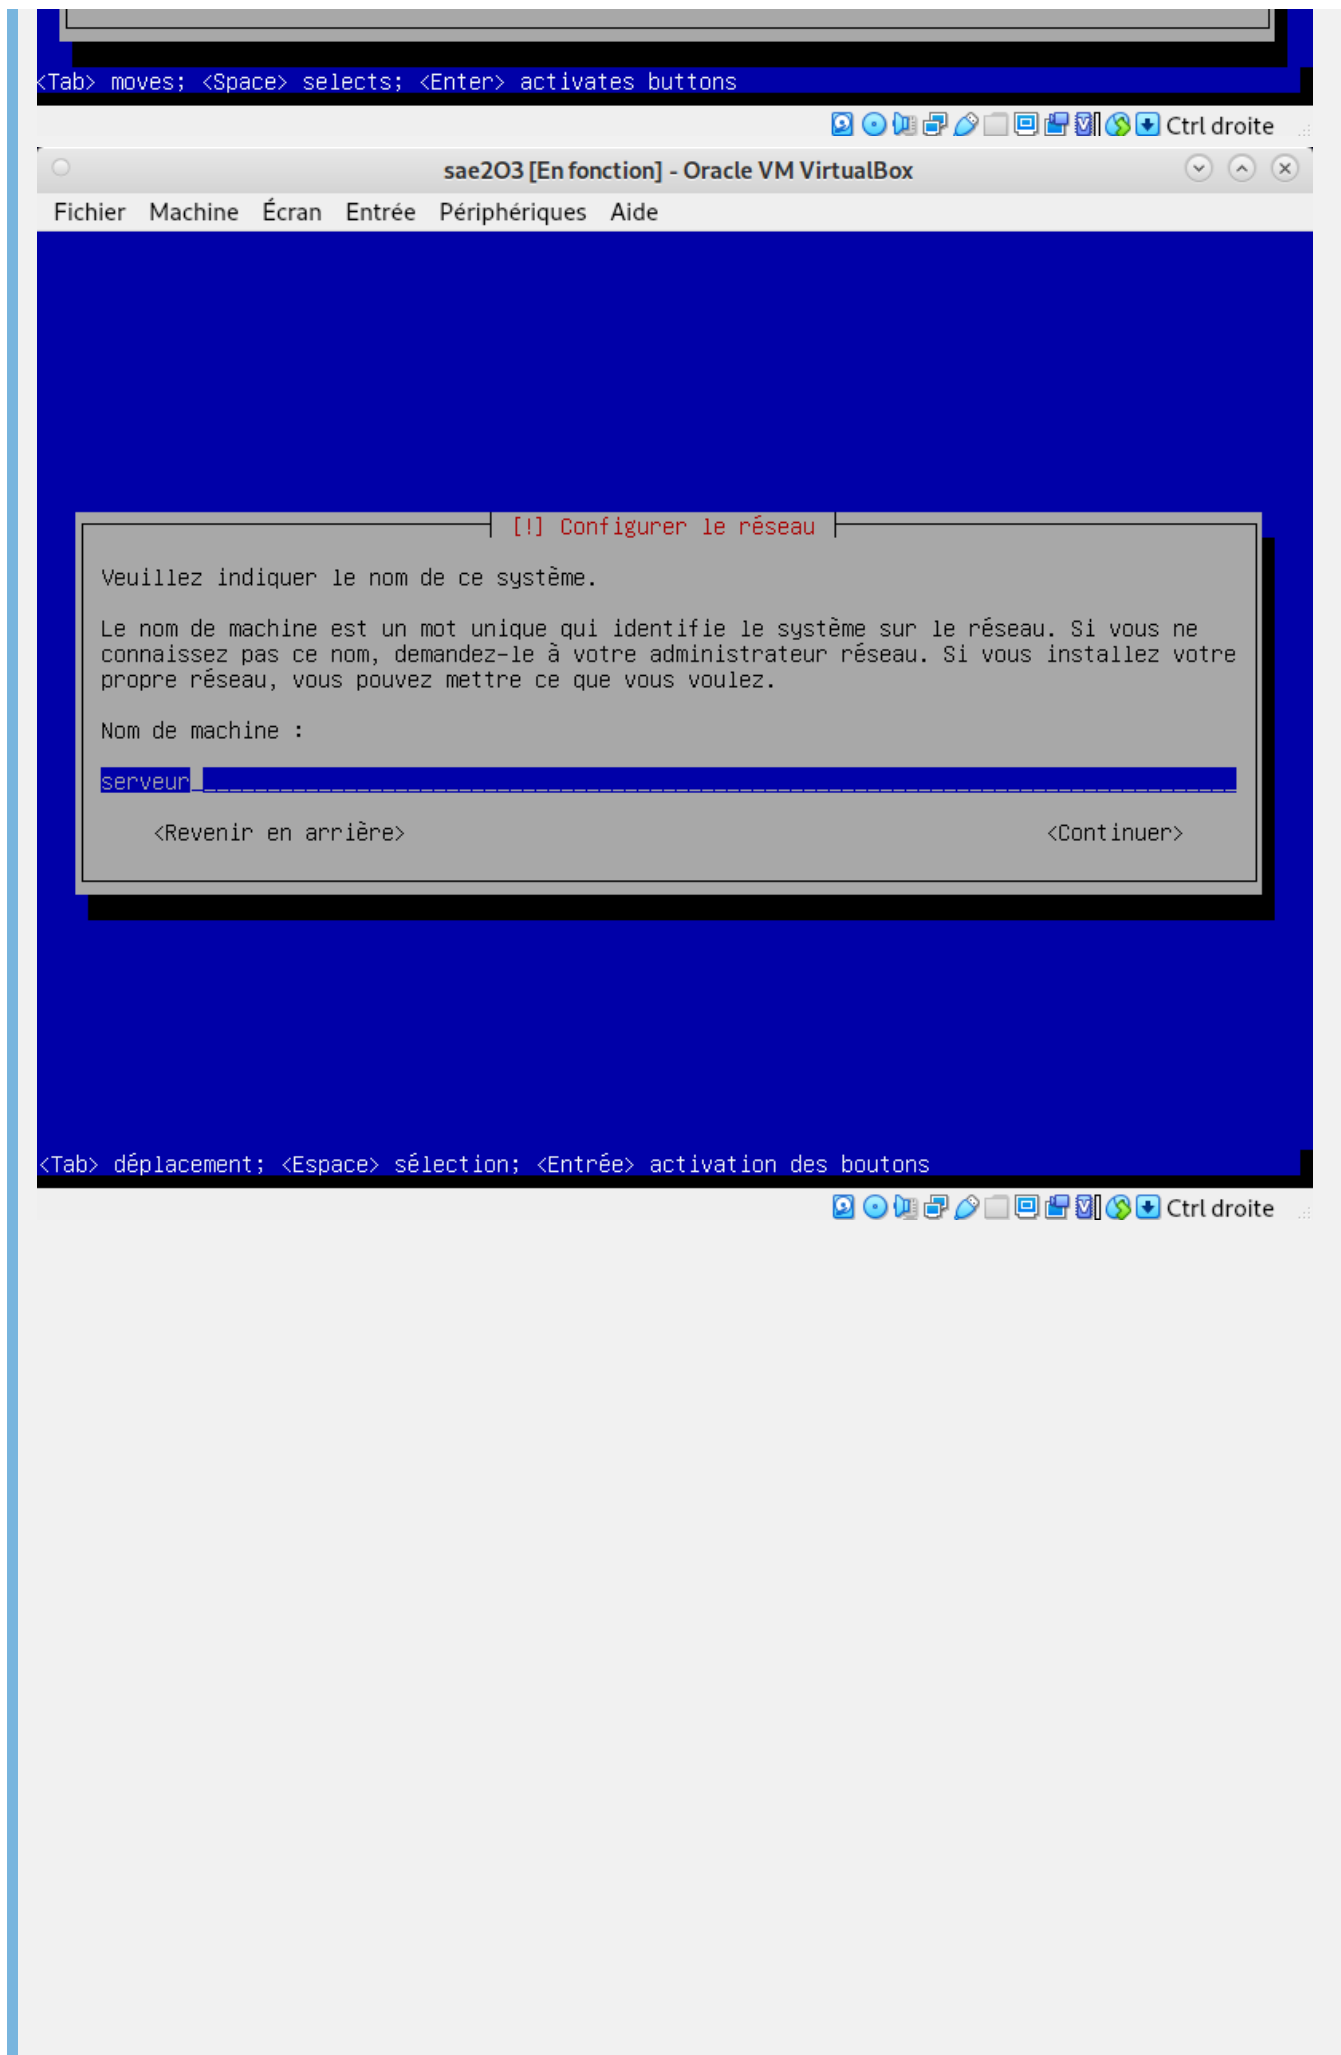 <Tab> moves; <Space> selects; <Enter> activates buttons
Ctrl droite
sae2O3 [En fonction] - Oracle VM VirtualBox
Fichier Machine Écran Entrée Périphériques Aide
[!] Configurer le réseau
Veuillez indiquer le nom de ce système.
Le nom de machine est un mot unique qui identifie le système sur le réseau. Si vous ne
connaissez pas ce nom, demandez-le à votre administrateur réseau. Si vous installez votre
propre réseau, vous pouvez mettre ce que vous voulez.
Nom de machine :
serveur
<Revenir en arrière> <Continuer>
<Tab> déplacement; <Espace> sélection; <Entrée> activation des boutons
Ctrl droite